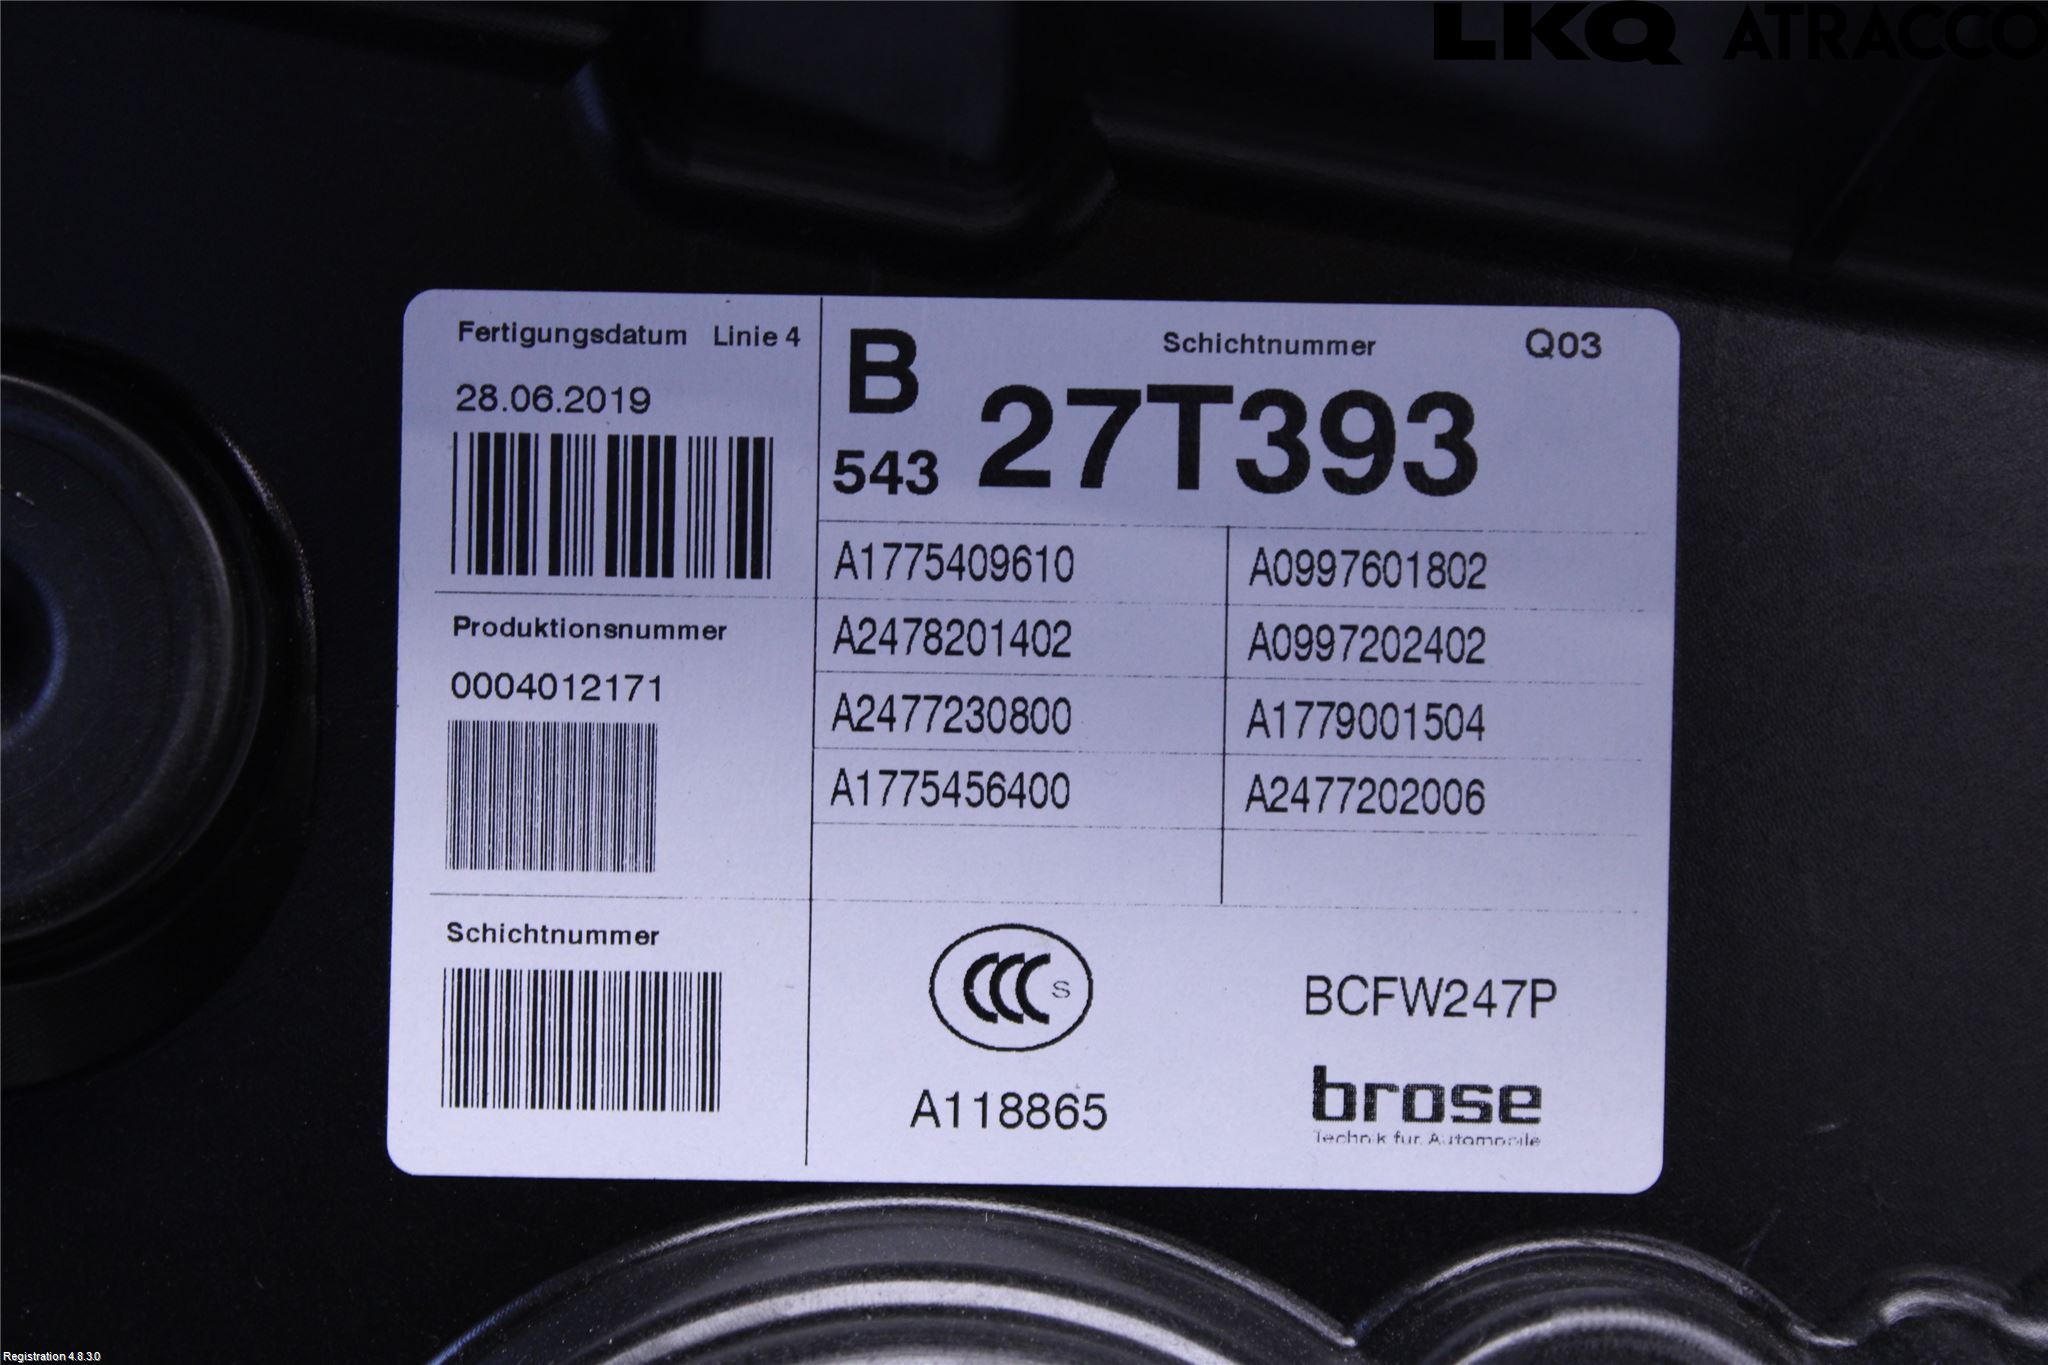 LKQ ATRACCO
Fertigungsdatum Linie 4
28.06.2019
Produktionsnummer
0004012171
Schichtnummer
B
543
Schichtnummer
Q03
27T393
A1775409610 A0997601802
A2478201402 A0997202402
A2477230800 A1779001504
A1775456400 A2477202006
CCC S
A118865
BCFW247P
brose
Technik für Automobile
Registration 4.8.3.0